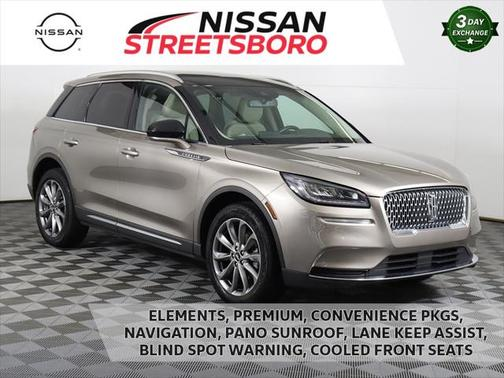 NISSAN
NISSAN
STREETSBORO
3
DAY
EXCHANGE
ELEMENTS, PREMIUM, CONVENIENCE PKGS,
NAVIGATION, PANO SUNROOF, LANE KEEP ASSIST,
BLIND SPOT WARNING, COOLED FRONT SEATS